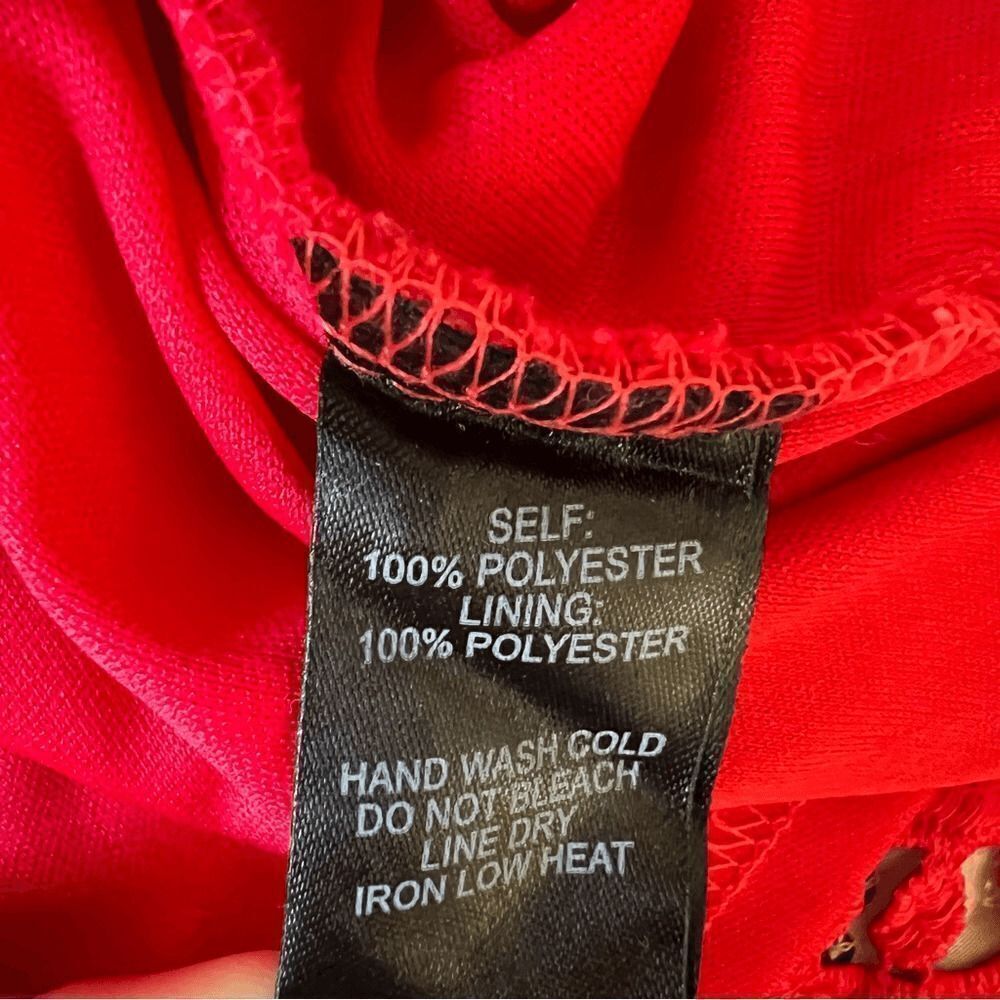 SELF:
100% POLYESTER
LINING:
100% POLYESTER
HAND WASH COLD
DO NOT BLEACH
LINE DRY
IRON LOW HEAT